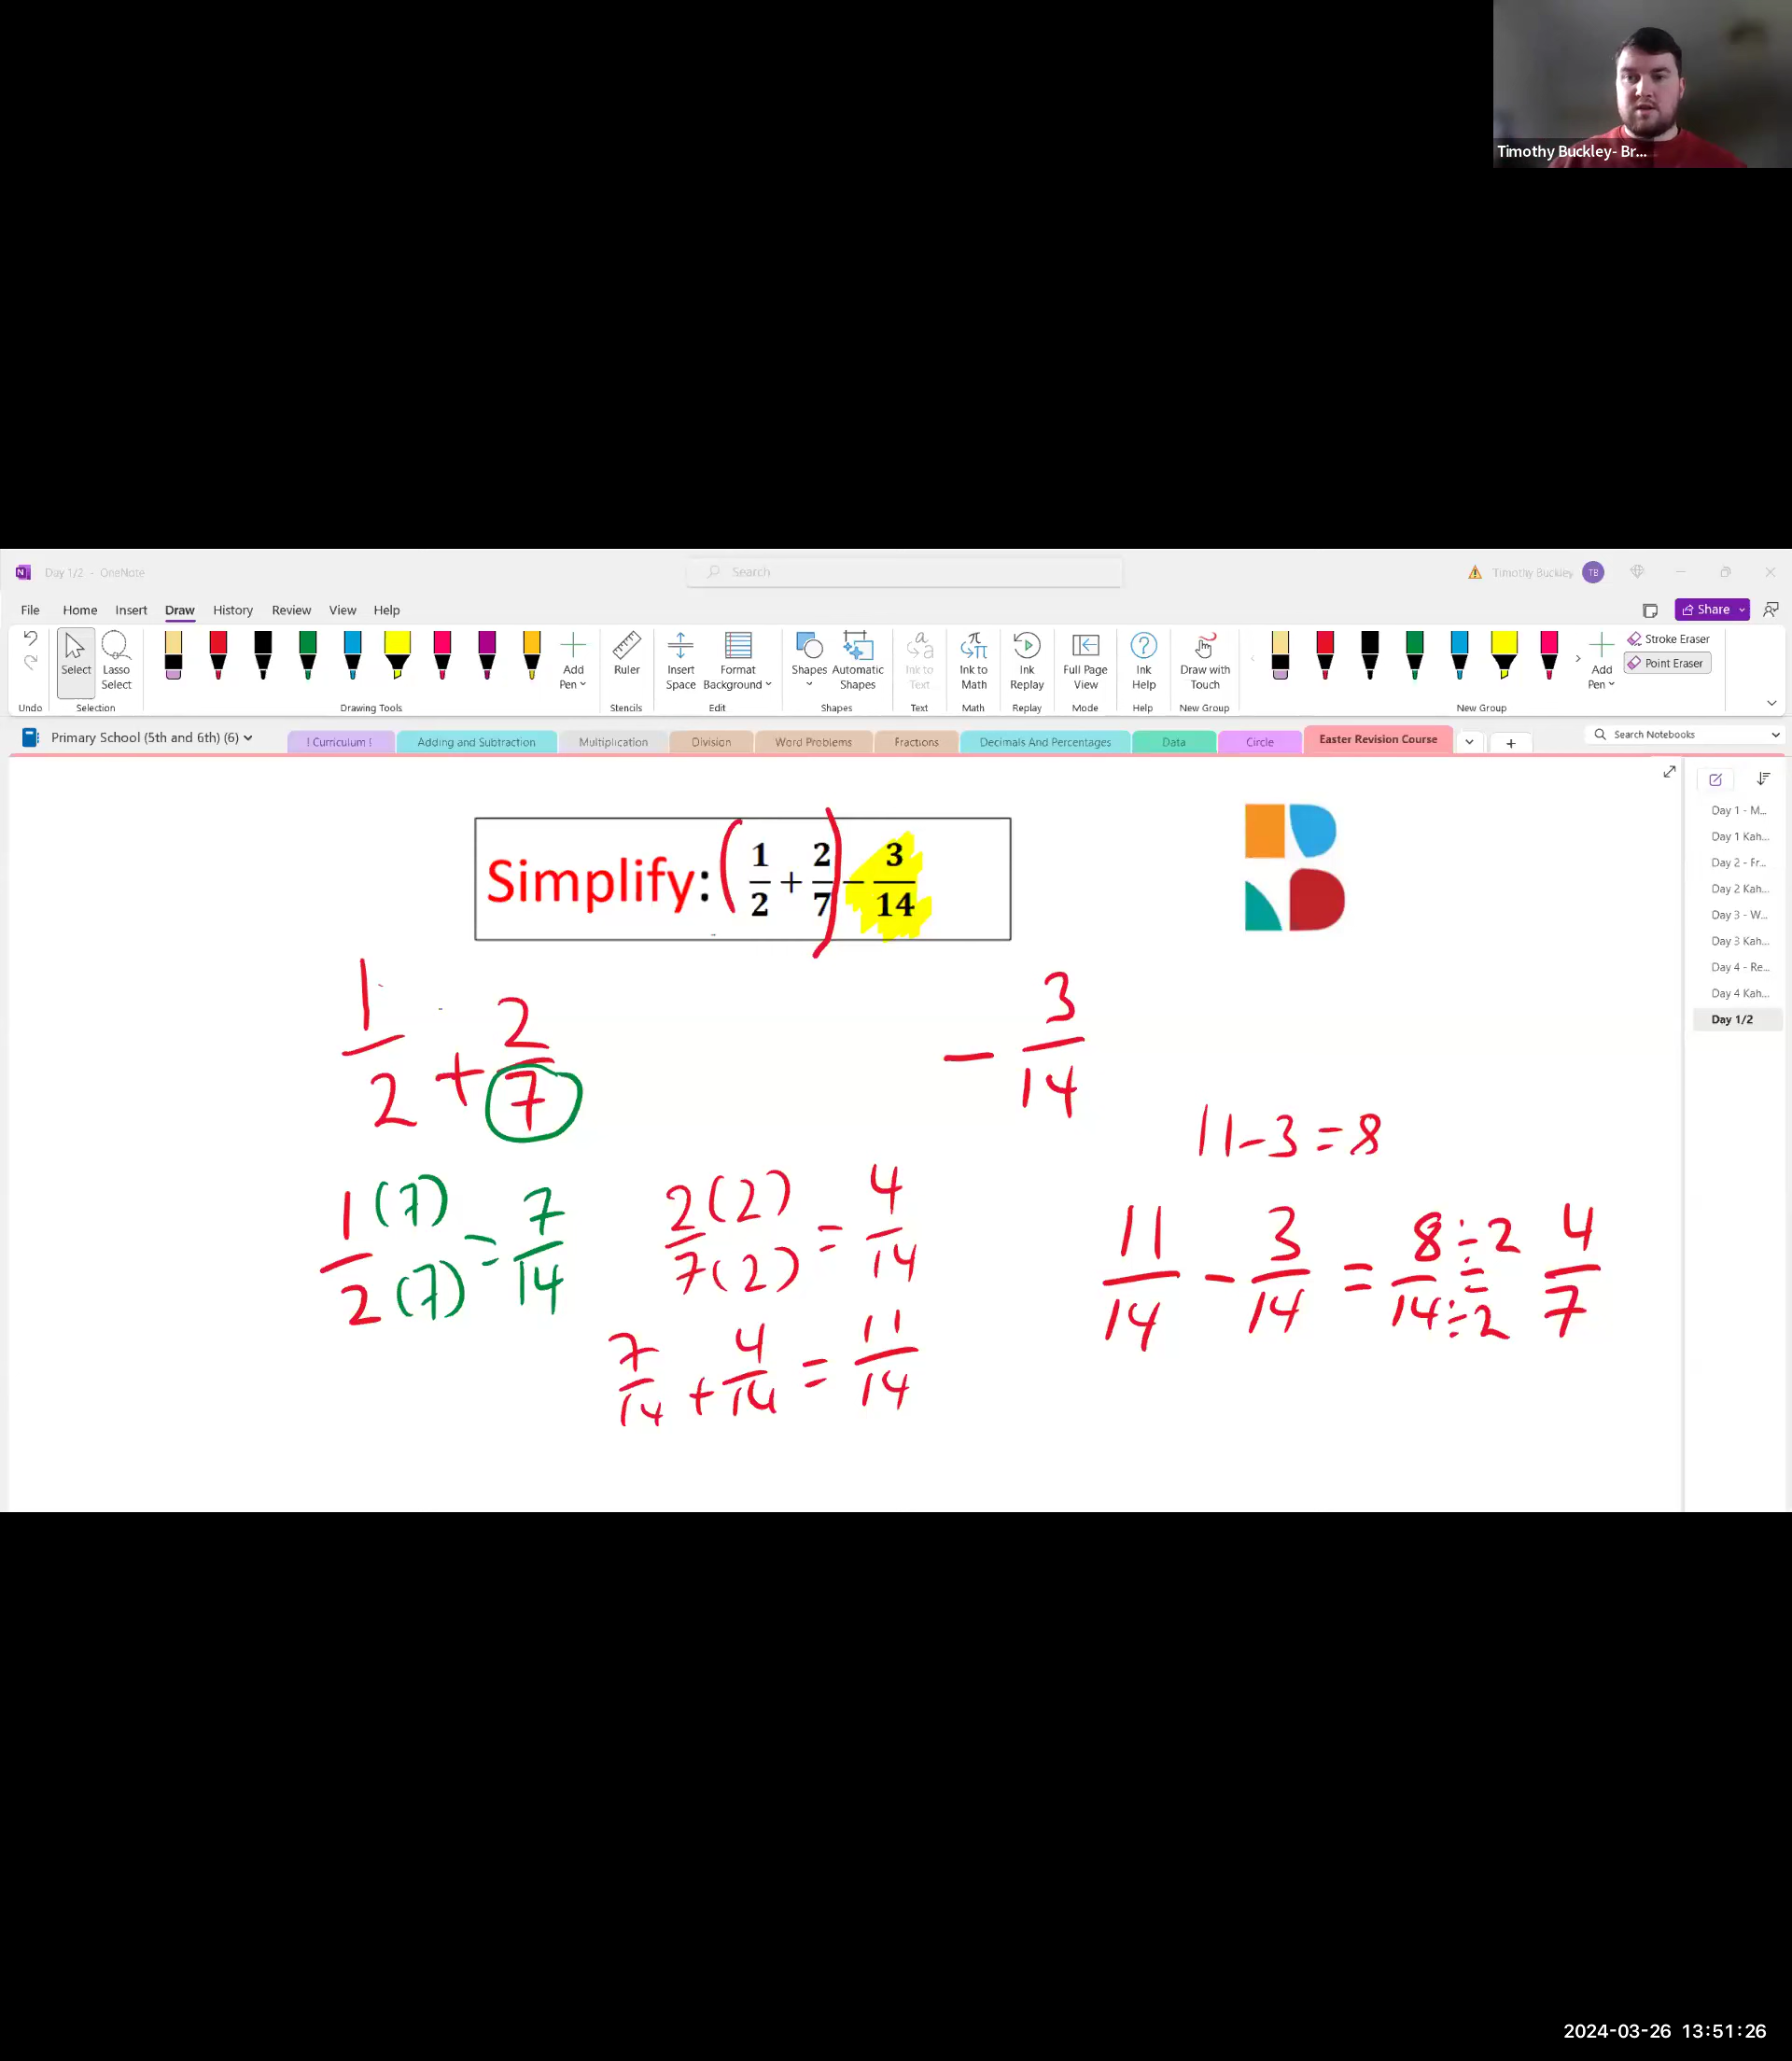 Timothy Buckley- Br...
Day 1/2 - OneNote
Search
Timothy Buckley TB
File Home Insert Draw History Review View Help
Share
Select
Lasso Select
Add Pen
Ruler
Insert Space
Format Background
Shapes
Automatic Shapes
Ink to Text
Ink to Math
Ink Replay
Full Page View
Ink Help
Draw with Touch
Add Pen
Stroke Eraser
Point Eraser
Undo Selection Drawing Tools Stencils Edit Shapes Text Math Replay Mode Help New Group New Group
Primary School (5th and 6th) (6)
! Curriculum ! Adding and Subtraction Multiplication Division Word Problems Fractions Decimals And Percentages Data Circle Easter Revision Course
Search Notebooks
Day 1 - M...
Day 1 Kah...
Day 2 - Fr...
Day 2 Kah...
Day 3 - W...
Day 3 Kah...
Day 4 - Re...
Day 4 Kah...
Day 1/2
Simplify: (1/2 + 2/7) - 3/14
1/2 + 2/7 - 3/14
11-3=8
1(7)/2(7) = 7/14
2(2)/7(2) = 4/14
11/14 - 3/14 = 8÷2/14÷2 = 4/7
7/14 + 4/14 = 11/14
2024-03-26 13:51:26